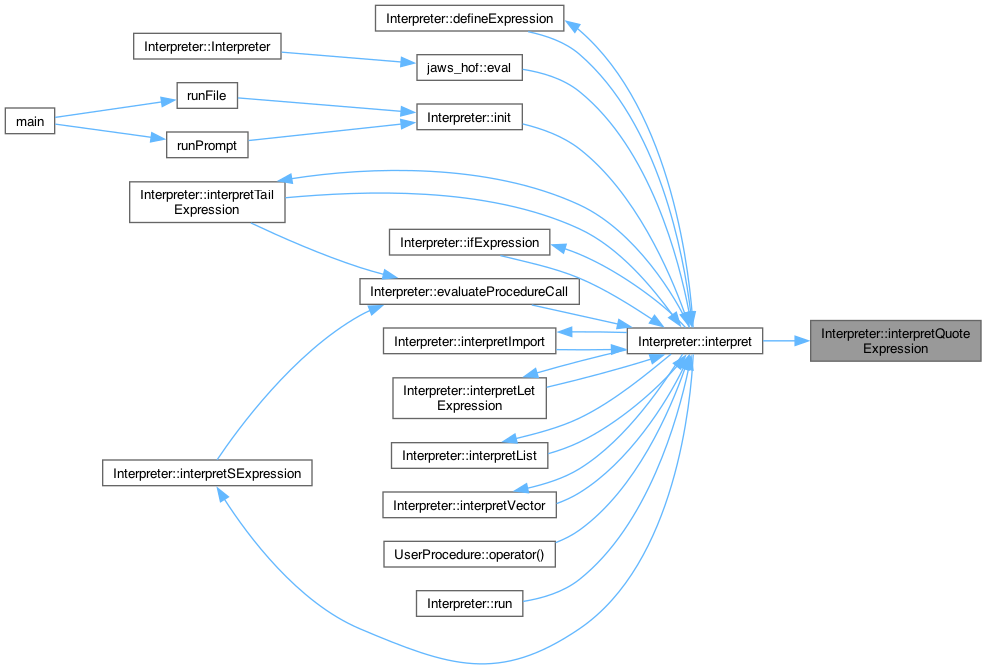 Interpreter::defineExpression
Interpreter::Interpreter
jaws_hof::eval
runFile
main
Interpreter::init
runPrompt
Interpreter::interpretTail
Expression
Interpreter::ifExpression
Interpreter::evaluateProcedureCall
Interpreter::interpretImport
Interpreter::interpret
Interpreter::interpretQuote
Expression
Interpreter::interpretLet
Expression
Interpreter::interpretList
Interpreter::interpretSExpression
Interpreter::interpretVector
UserProcedure::operator()
Interpreter::run